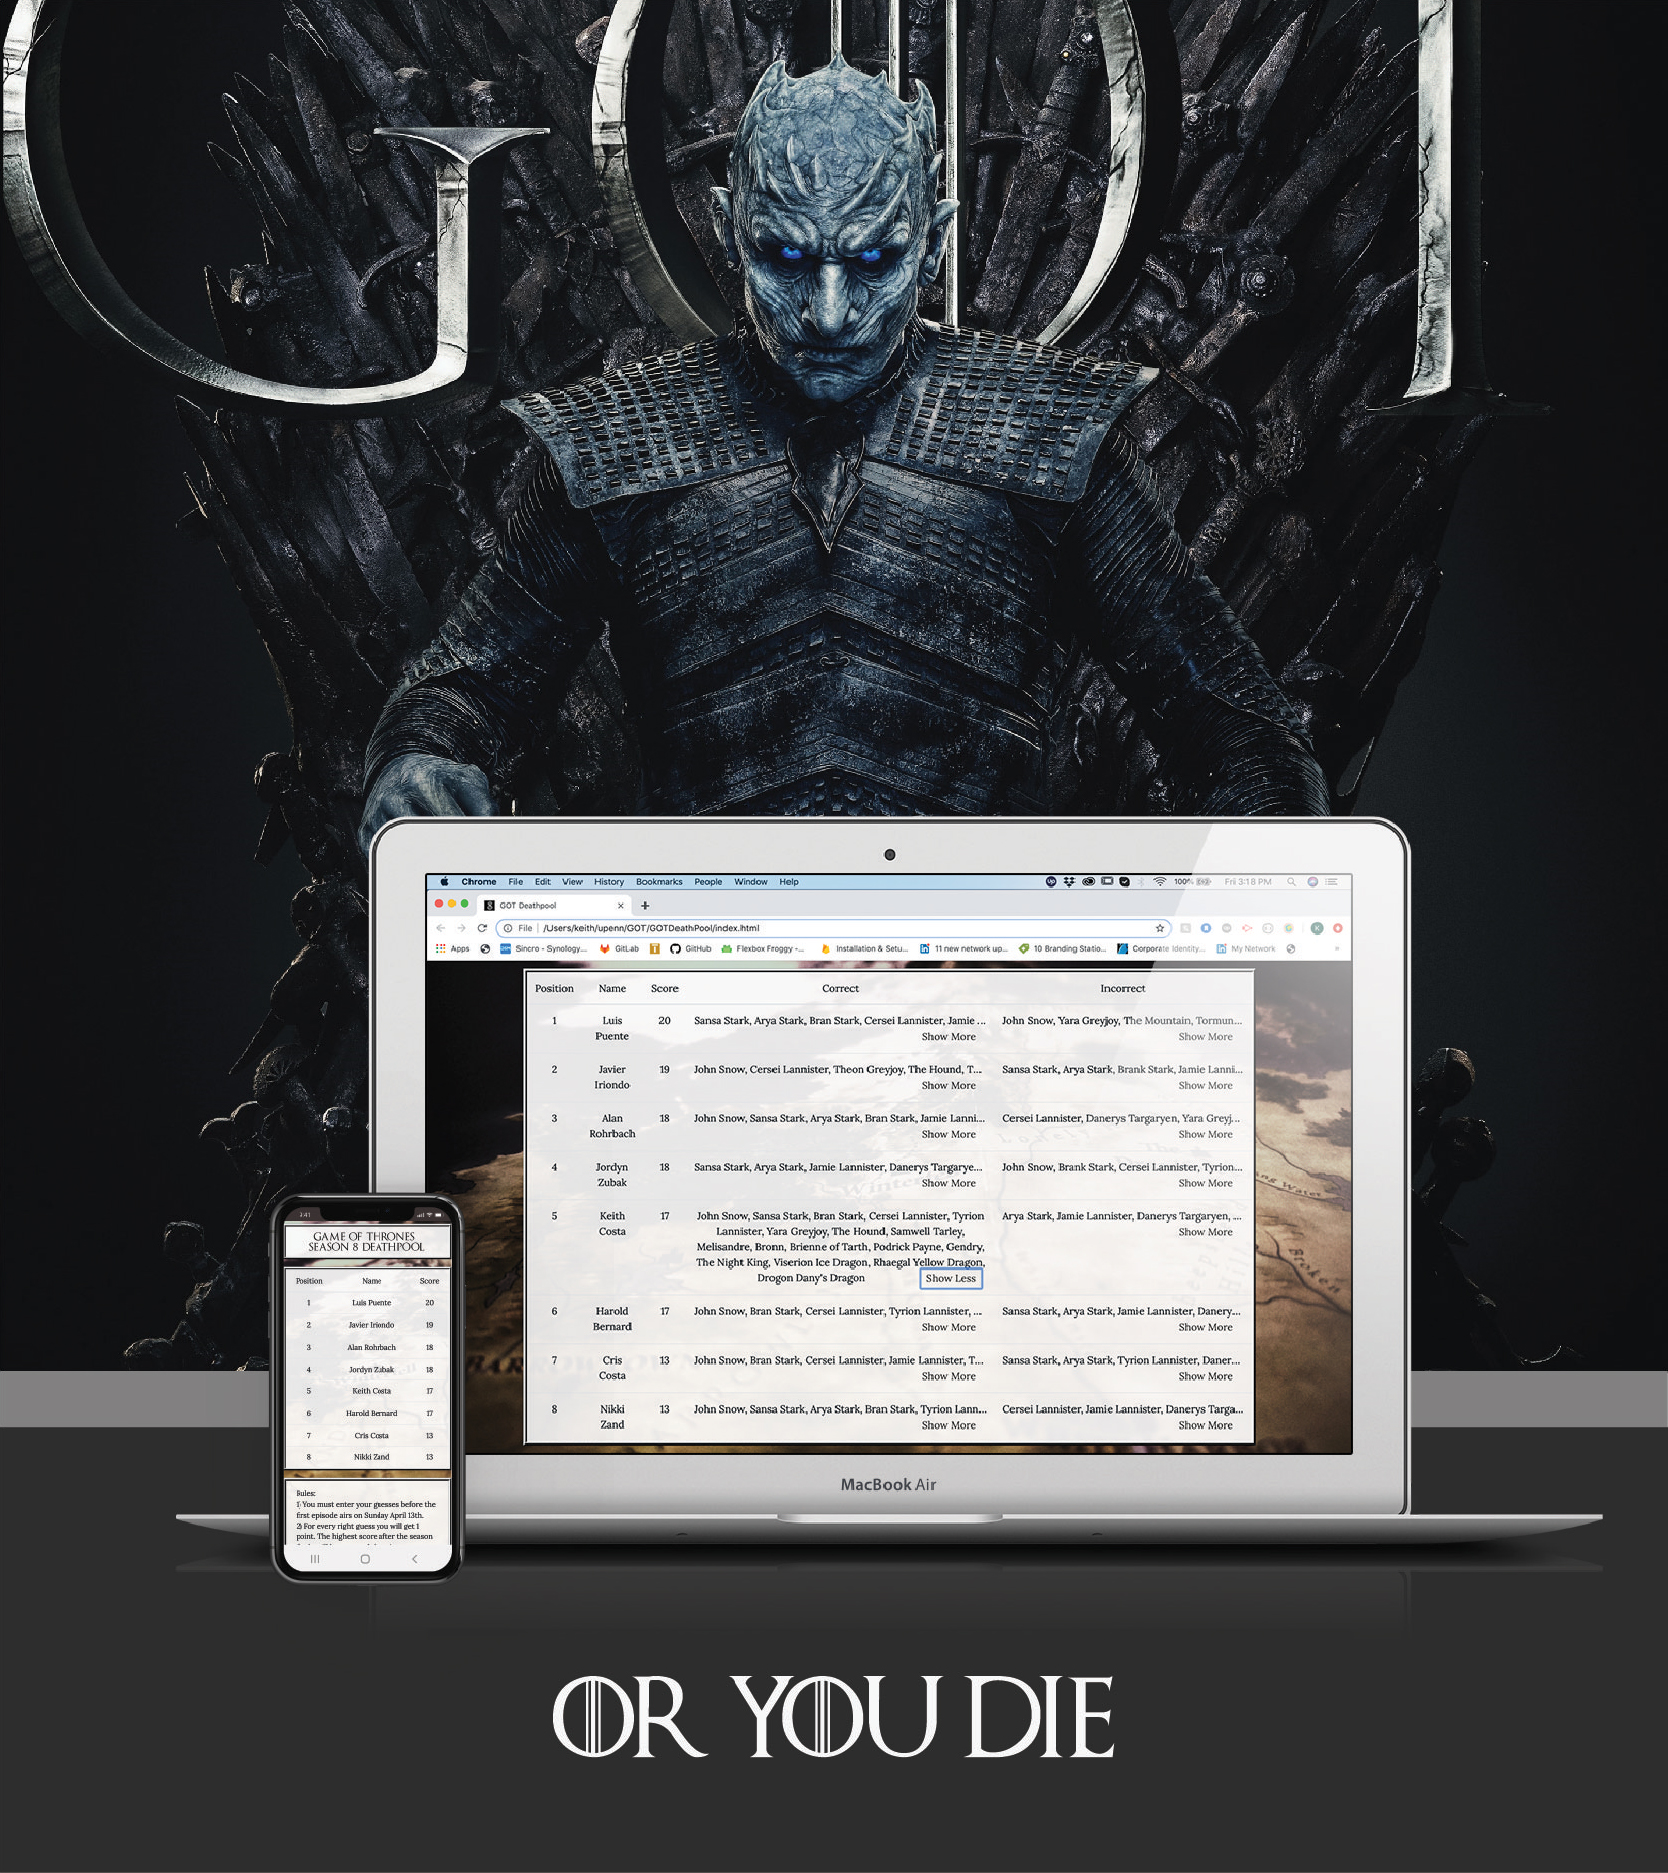 GOT
Chrome File Edit View History Bookmarks People Window Help 100% Fri 3:18 PM
GOT Deathpool
File | /Users/keith/upenn/GOT/GOTDeathPool/index.html
Apps Sincro - Synology... GitLab GitHub Flexbox Froggy -... Installation & Setu... 11 new network up... 10 Branding Statio... Corporate Identity... My Network »
Position Name Score Correct Incorrect
1 Luis Puente 20 Sansa Stark, Arya Stark, Bran Stark, Cersei Lannister, Jamie ... Show More John Snow, Yara Greyjoy, The Mountain, Tormun... Show More
2 Javier Iriondo 19 John Snow, Cersei Lannister, Theon Greyjoy, The Hound, T... Show More Sansa Stark, Arya Stark, Brank Stark, Jamie Lanni... Show More
3 Alan Rohrbach 18 John Snow, Sansa Stark, Arya Stark, Bran Stark, Jamie Lanni... Show More Cersei Lannister, Danerys Targaryen, Yara Greyj... Show More
4 Jordyn Zubak 18 Sansa Stark, Arya Stark, Jamie Lannister, Danerys Targarye... Show More John Snow, Brank Stark, Cersei Lannister, Tyrion... Show More
5 Keith Costa 17 John Snow, Sansa Stark, Bran Stark, Cersei Lannister, Tyrion
Lannister, Yara Greyjoy, The Hound, Samwell Tarley,
Melisandre, Bronn, Brienne of Tarth, Podrick Payne, Gendry,
The Night King, Viserion Ice Dragon, Rhaegal Yellow Dragon,
Drogon Dany's Dragon Show Less
Arya Stark, Jamie Lannister, Danerys Targaryen, ... Show More
6 Harold Bernard 17 John Snow, Bran Stark, Cersei Lannister, Tyrion Lannister, ... Show More Sansa Stark, Arya Stark, Jamie Lannister, Danery... Show More
7 Cris Costa 13 John Snow, Bran Stark, Cersei Lannister, Jamie Lannister, T... Show More Sansa Stark, Arya Stark, Tyrion Lannister, Daner... Show More
8 Nikki Zand 13 John Snow, Sansa Stark, Arya Stark, Bran Stark, Tyrion Lann... Show More Cersei Lannister, Jamie Lannister, Danerys Targa... Show More
MacBook Air
GAME OF THRONES
SEASON 8 DEATHPOOL
Position Name Score
1 Luis Puente 20
2 Javier Iriondo 19
3 Alan Rohrbach 18
4 Jordyn Zubak 18
5 Keith Costa 17
6 Harold Bernard 17
7 Cris Costa 13
8 Nikki Zand 13
Rules:
1) You must enter your guesses before the
first episode airs on Sunday April 13th.
2) For every right guess you will get 1
point. The highest score after the season
OR YOU DIE